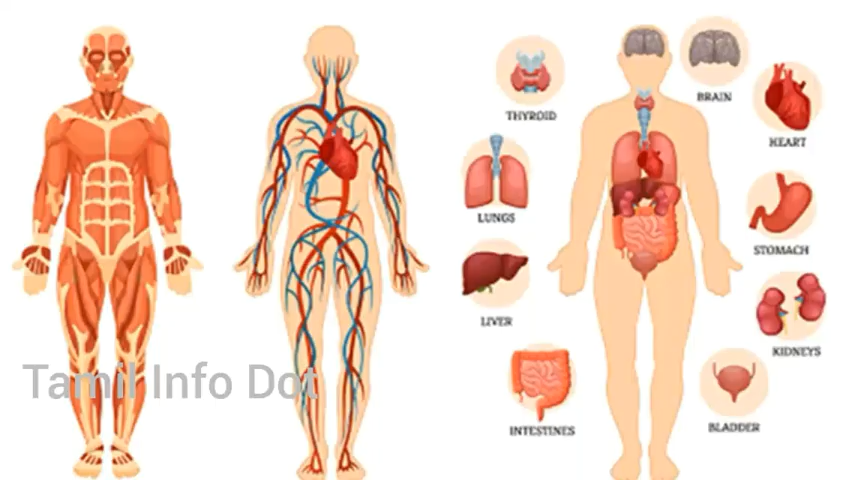 BRAIN
THYROID
HEART
LUNGS
STOMACH
LIVER
KIDNEYS
INTESTINES
BLADDER
Tamil Info Dot